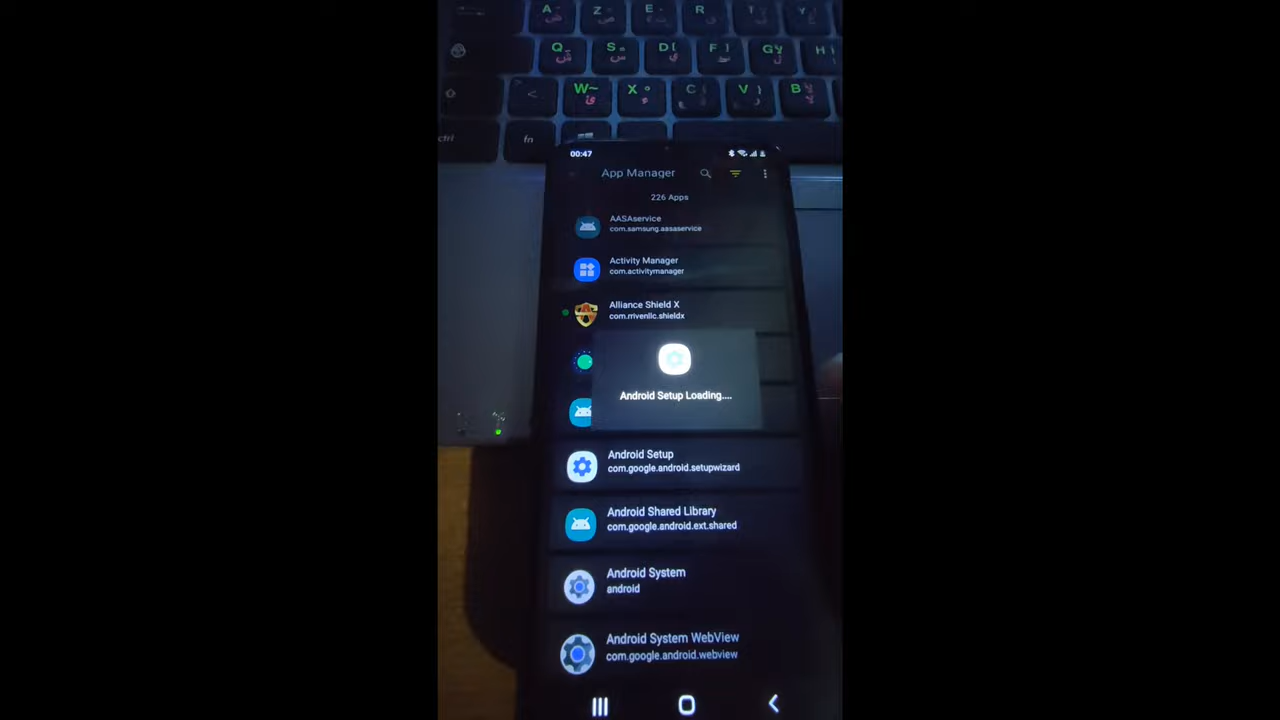 A Z E R T Y
Q S D F G H
< W~ X C V B
ctrl fn
00:47
App Manager
226 Apps
AASAservice
com.samsung.aasaservice
Activity Manager
com.activitymanager
Alliance Shield X
com.rrivenllc.shieldx
Android Setup Loading....
Android Setup
com.google.android.setupwizard
Android Shared Library
com.google.android.ext.shared
Android System
android
Android System WebView
com.google.android.webview